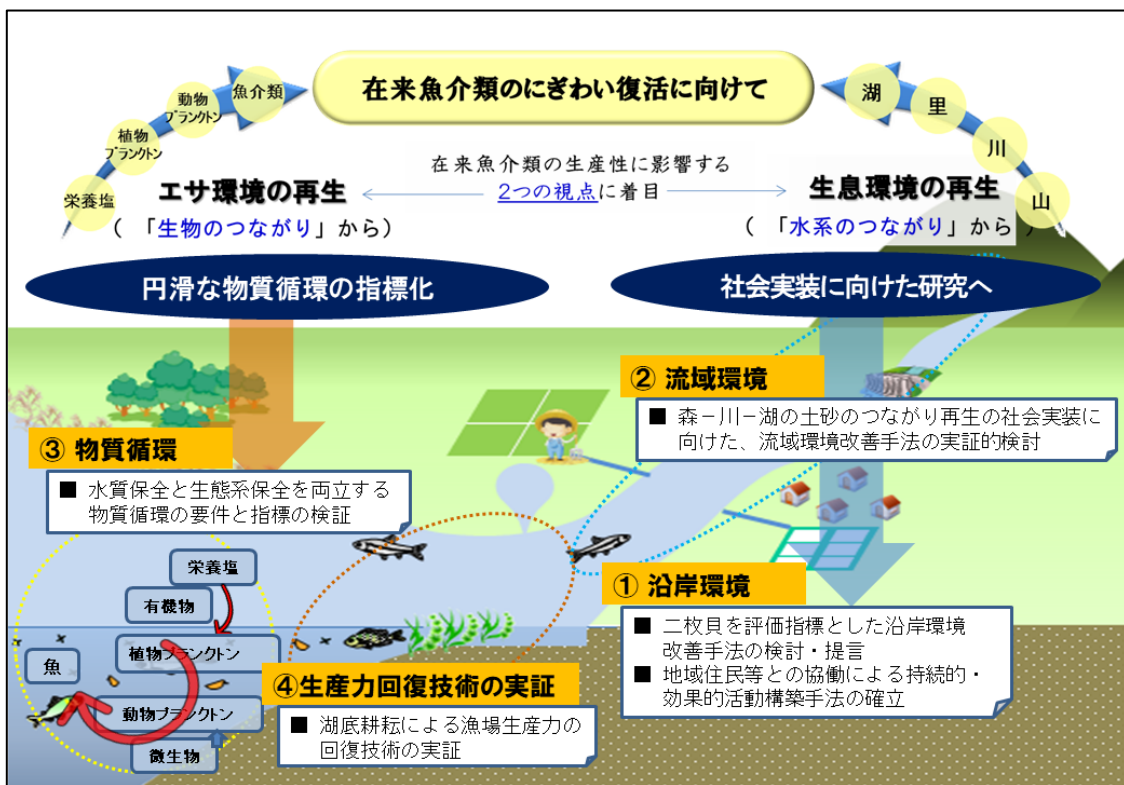 在来魚介類のにぎわい復活に向けて
魚介類
動物
プランクトン
植物
プランクトン
栄養塩
湖
里
川
山
在来魚介類の生産性に影響する
2つの視点に着目
エサ環境の再生
(「生物のつながり」から)
生息環境の再生
(「水系のつながり」から)
円滑な物質循環の指標化
社会実装に向けた研究へ
② 流域環境
■ 森－川－湖の土砂のつながり再生の社会実装に
向けた、流域環境改善手法の実証的検討
③ 物質循環
■ 水質保全と生態系保全を両立する
物質循環の要件と指標の検証
栄養塩
有機物
植物プランクトン
魚
動物プランクトン
微生物
① 沿岸環境
■ 二枚貝を評価指標とした沿岸環境
改善手法の検討・提言
■ 地域住民等との協働による持続的・
効果的活動構築手法の確立
④生産力回復技術の実証
■ 湖底耕耘による漁場生産力の
回復技術の実証